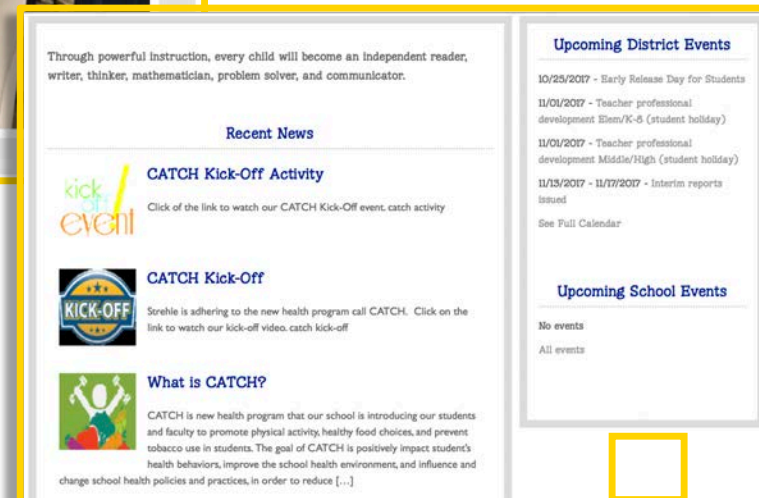 Through powerful instruction, every child will become an independent reader,
writer, thinker, mathematician, problem solver, and communicator.
Recent News
kick
off
event
CATCH Kick-Off Activity
Click of the link to watch our CATCH Kick-Off event. catch activity
KICK-OFF
CATCH Kick-Off
Strehle is adhering to the new health program call CATCH. Click on the
link to watch our kick-off video. catch kick-off
What is CATCH?
CATCH is new health program that our school is introducing our students
and faculty to promote physical activity, healthy food choices, and prevent
tobacco use in students. The goal of CATCH is positively impact student's
health behaviors, improve the school health environment, and influence and
change school health policies and practices, in order to reduce [...]
Upcoming District Events
10/25/2017 - Early Release Day for Students
11/01/2017 - Teacher professional
development Elem/K-8 (student holiday)
11/01/2017 - Teacher professional
development Middle/High (student holiday)
11/13/2017 - 11/17/2017 - Interim reports
issued
See Full Calendar
Upcoming School Events
No events
All events